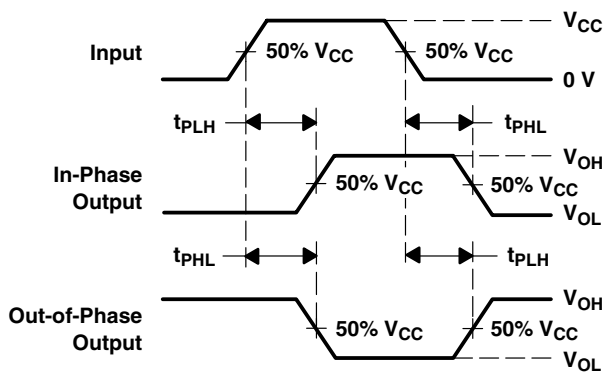 V_CC
Input
50% V_CC
50% V_CC
0 V
t_PLH
t_PHL
V_OH
In-Phase
Output
50% V_CC
50% V_CC
V_OL
t_PHL
t_PLH
V_OH
Out-of-Phase
Output
50% V_CC
50% V_CC
V_OL